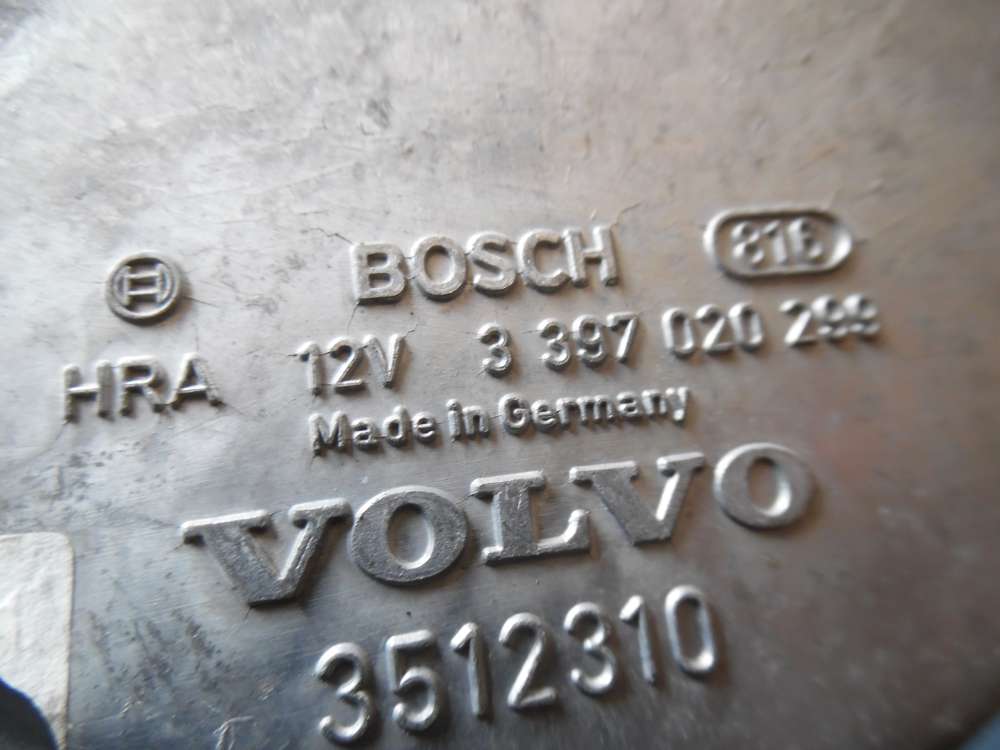 BOSCH 816
HRA 12V 3 397 020 299
Made in Germany
VOLVO
3512310